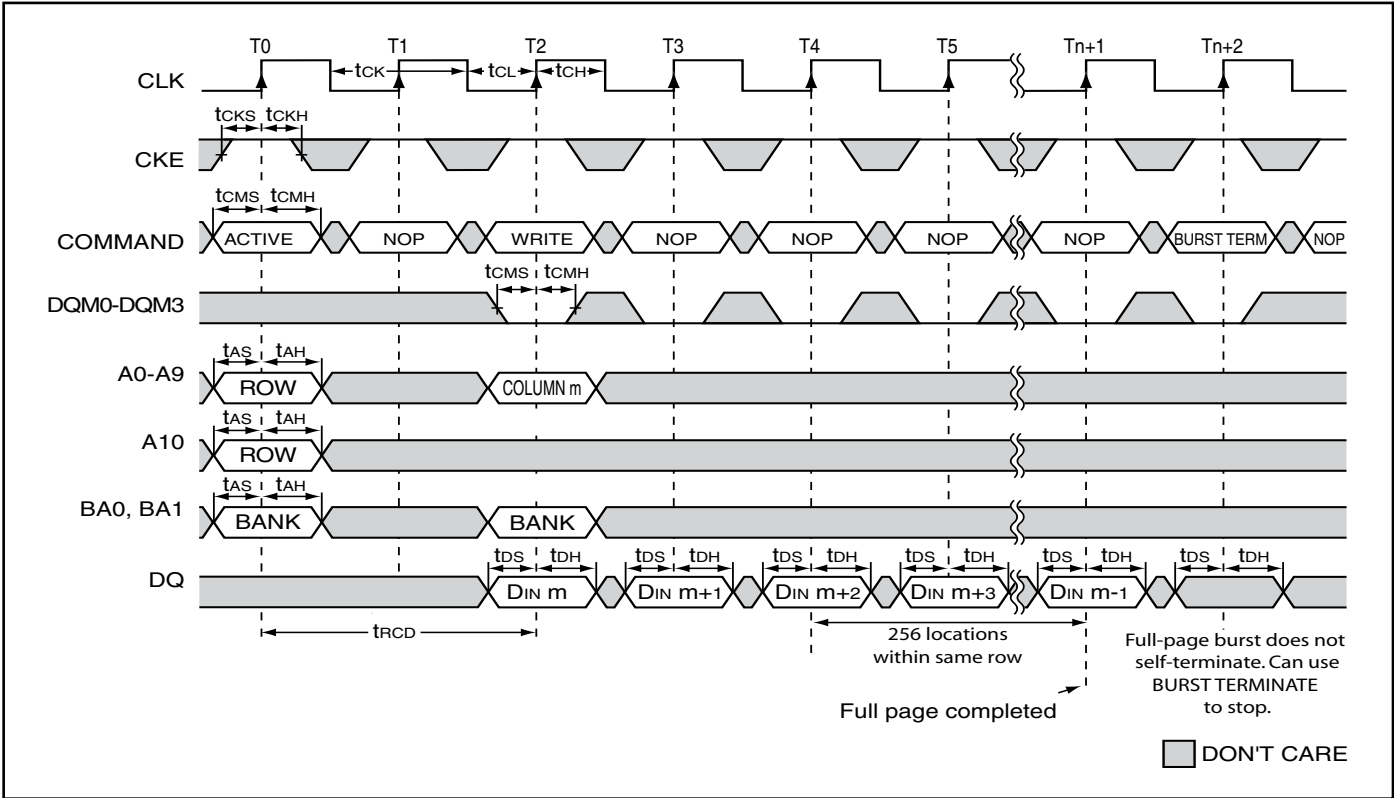 T0 T1 T2 T3 T4 T5 Tn+1 Tn+2
CLK
tCK tCL tCH
tCKS tCKH
CKE
tCMS tCMH
COMMAND ACTIVE NOP WRITE NOP NOP NOP NOP BURST TERM NOP
tCMS tCMH
DQM0-DQM3
tAS tAH
A0-A9 ROW COLUMN m
tAS tAH
A10 ROW
tAS tAH
BA0, BA1 BANK BANK
tDS tDH tDS tDH tDS tDH tDS tDH tDS tDH tDS tDH
DQ DIN m DIN m+1 DIN m+2 DIN m+3 DIN m-1
tRCD
256 locations
within same row
Full page completed
Full-page burst does not
self-terminate. Can use
BURST TERMINATE
to stop.
DON'T CARE